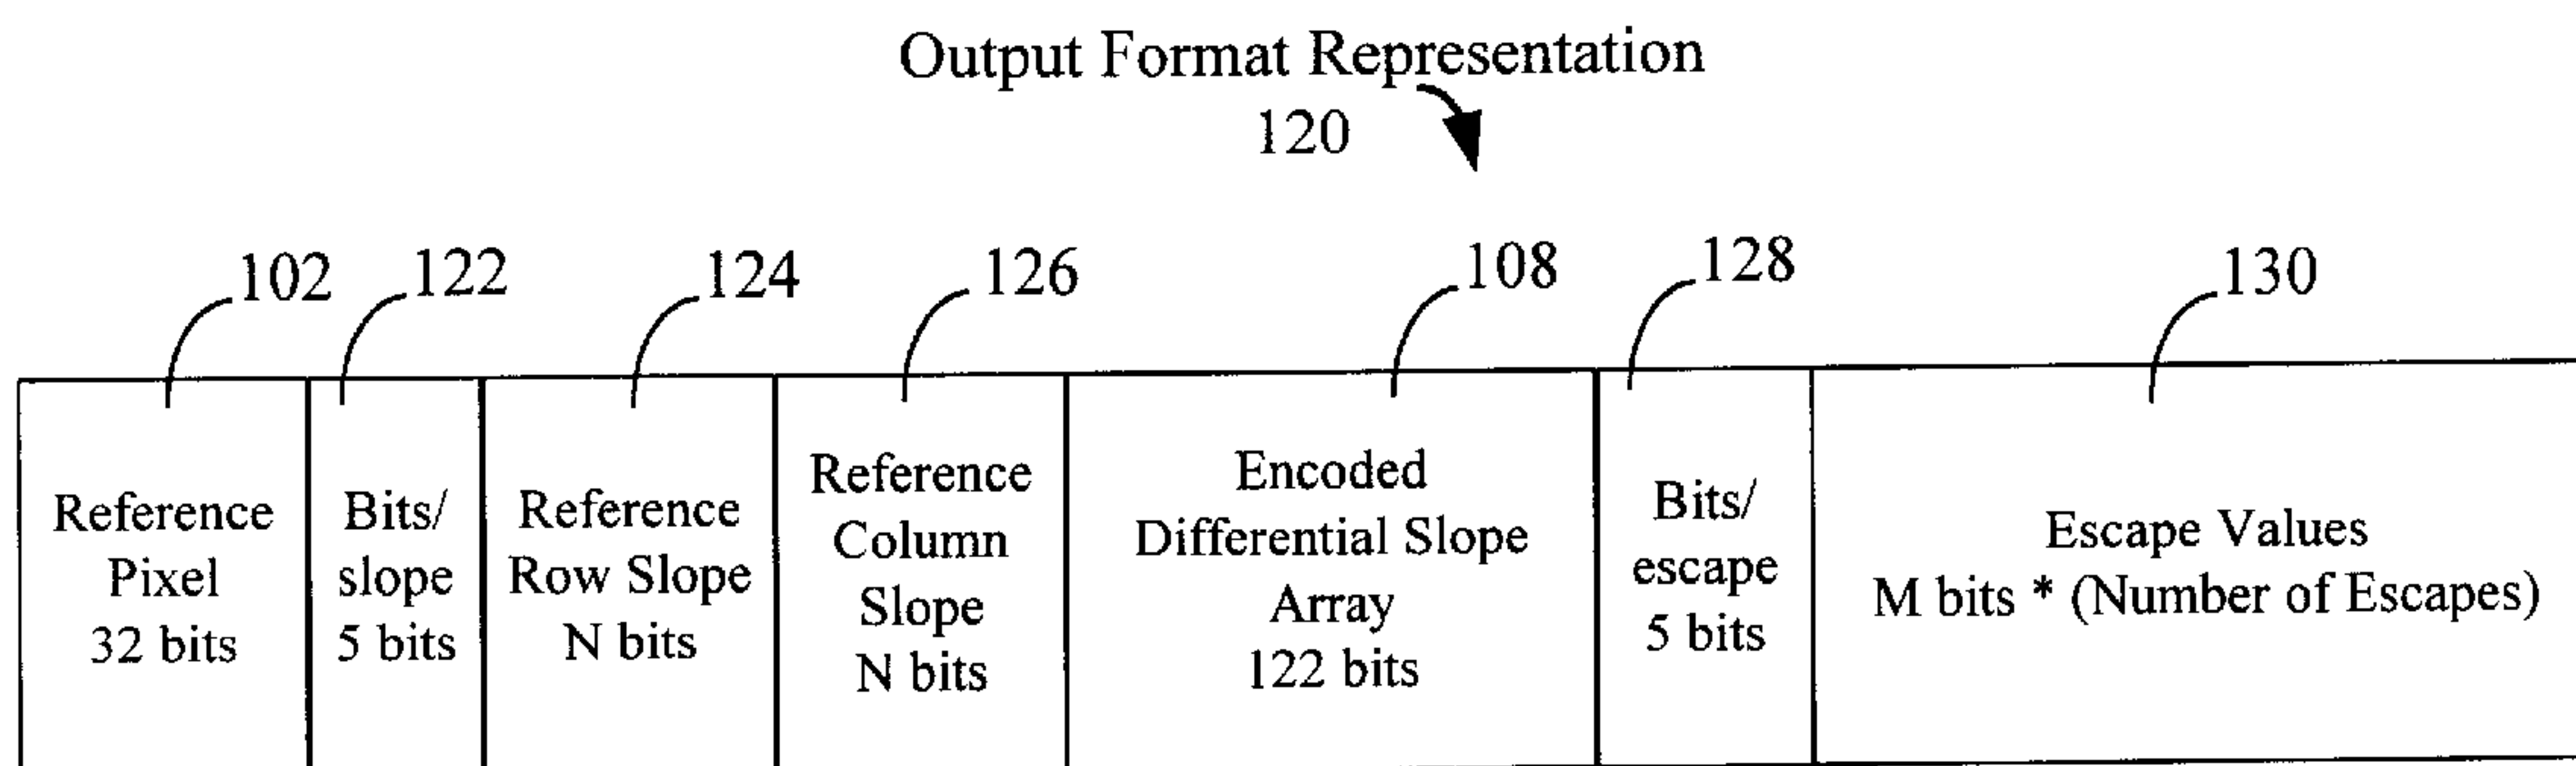 Output Format Representation
120
102
122
124
126
108
128
130
Reference
Pixel
32 bits
Bits/
slope
5 bits
Reference
Row Slope
N bits
Reference
Column
Slope
N bits
Encoded
Differential Slope
Array
122 bits
Bits/
escape
5 bits
Escape Values
M bits * (Number of Escapes)